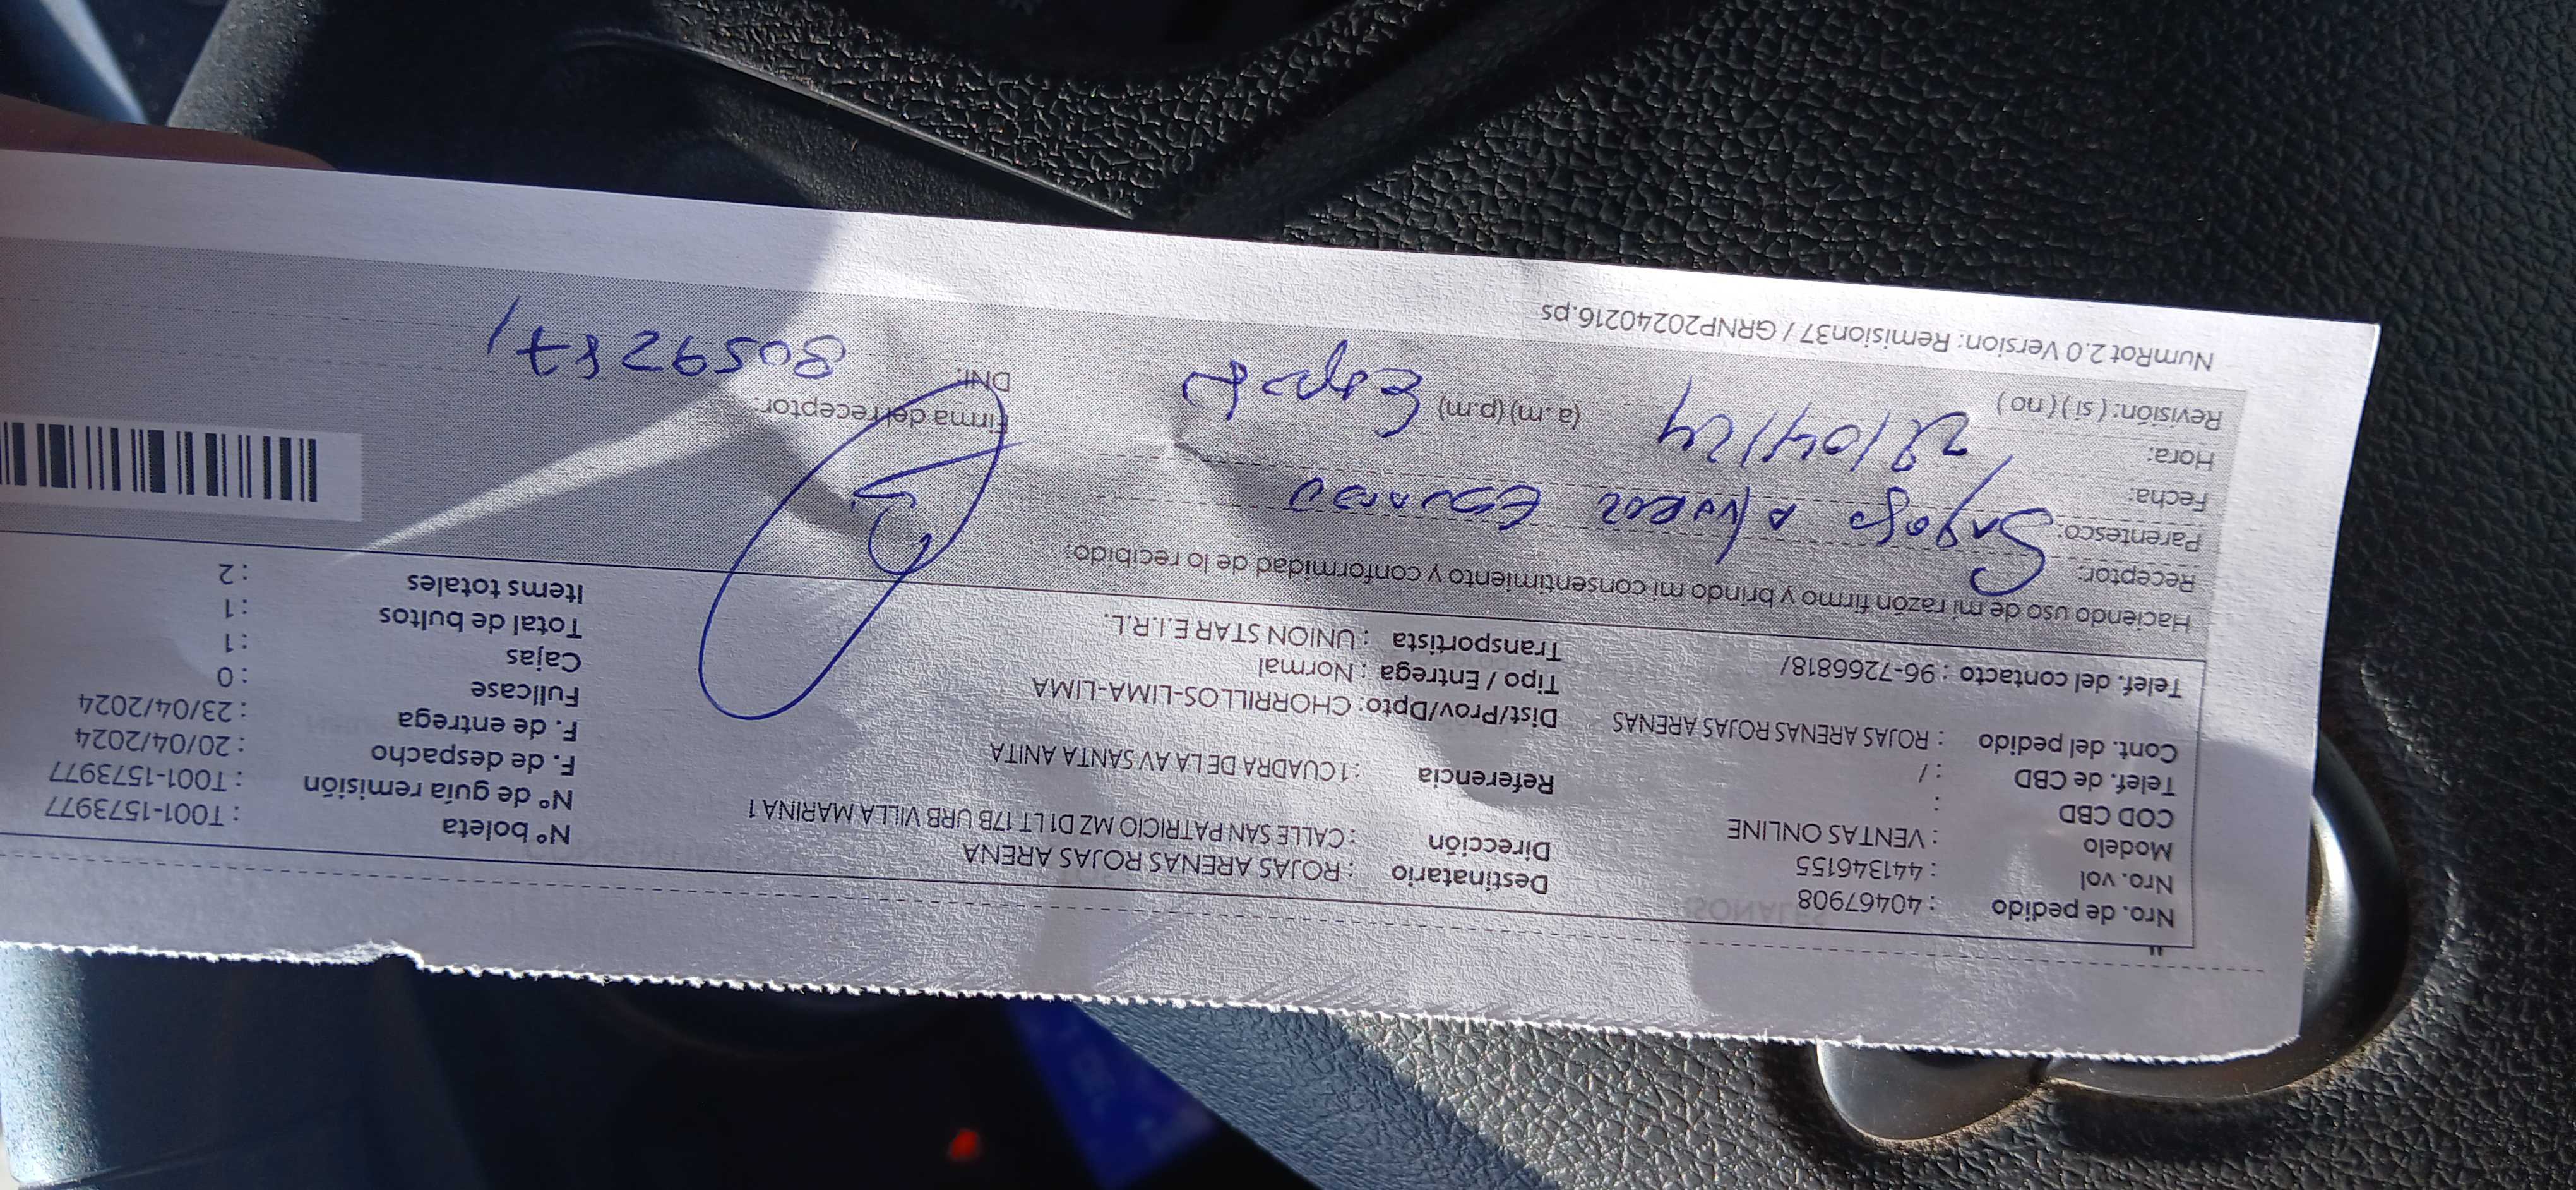 Nro. de pedido : 40467908
Nro. vol : 441346155
Modelo : VENTAS ONLINE
COD CBD :
Telef. de CBD : /
Cont. del pedido : ROJAS ARENAS ROJAS ARENAS
Telef. del contacto : 96-7266818/
Destinatario : ROJAS ARENAS ROJAS ARENA
Dirección : CALLE SAN PATRICIO MZ D1 LT 17B URB VILLA MARINA 1
Referencia : 1 CUADRA DE LA AV SANTA ANITA
Dist/Prov/Dpto: CHORRILLOS-LIMA-LIMA
Tipo / Entrega : Normal
Transportista : UNION STAR E.I.R.L.
Nº boleta : T001-1573977
Nº de guía remisión : T001-1573977
F. de despacho : 20/04/2024
F. de entrega : 23/04/2024
Fullcase : 0
Cajas : 1
Total de bultos : 1
Items totales : 2
Haciendo uso de mi razón firmo y brindo mi consentimiento y conformidad de lo recibido:
Receptor:
Parentesco:
Fecha: /04/24
Hora: (a.m) (p.m)
Revisión: ( si ) ( no )
Firma del receptor:
DNI:
NumRot 2.0 Version: Remision37 / GRNP20240216.ps